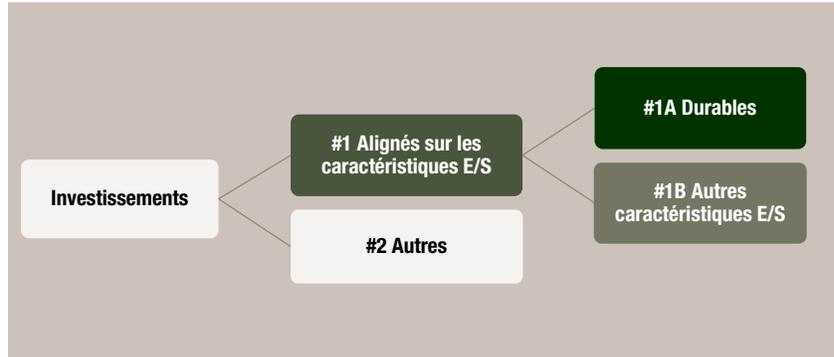 Investissements
#1 Alignés sur les
caractéristiques E/S
#2 Autres
#1A Durables
#1B Autres
caractéristiques E/S